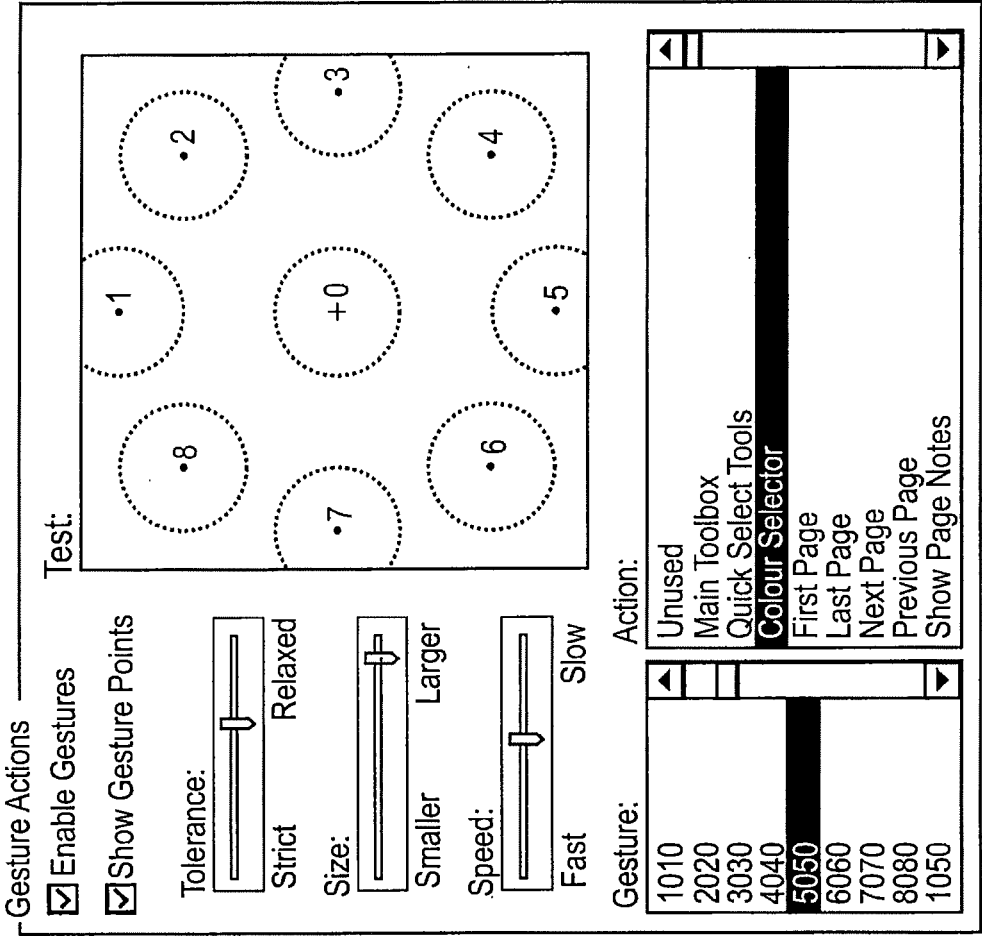 Gesture Actions
Enable Gestures
Show Gesture Points
Tolerance:
Strict Relaxed
Size:
Smaller Larger
Speed:
Fast Slow
Test:
1
8 2
7 +0 3
6 4
5
Gesture:
1010
2020
3030
4040
5050
6060
7070
8080
1050
Action:
Unused
Main Toolbox
Quick Select Tools
Colour Selector
First Page
Last Page
Next Page
Previous Page
Show Page Notes